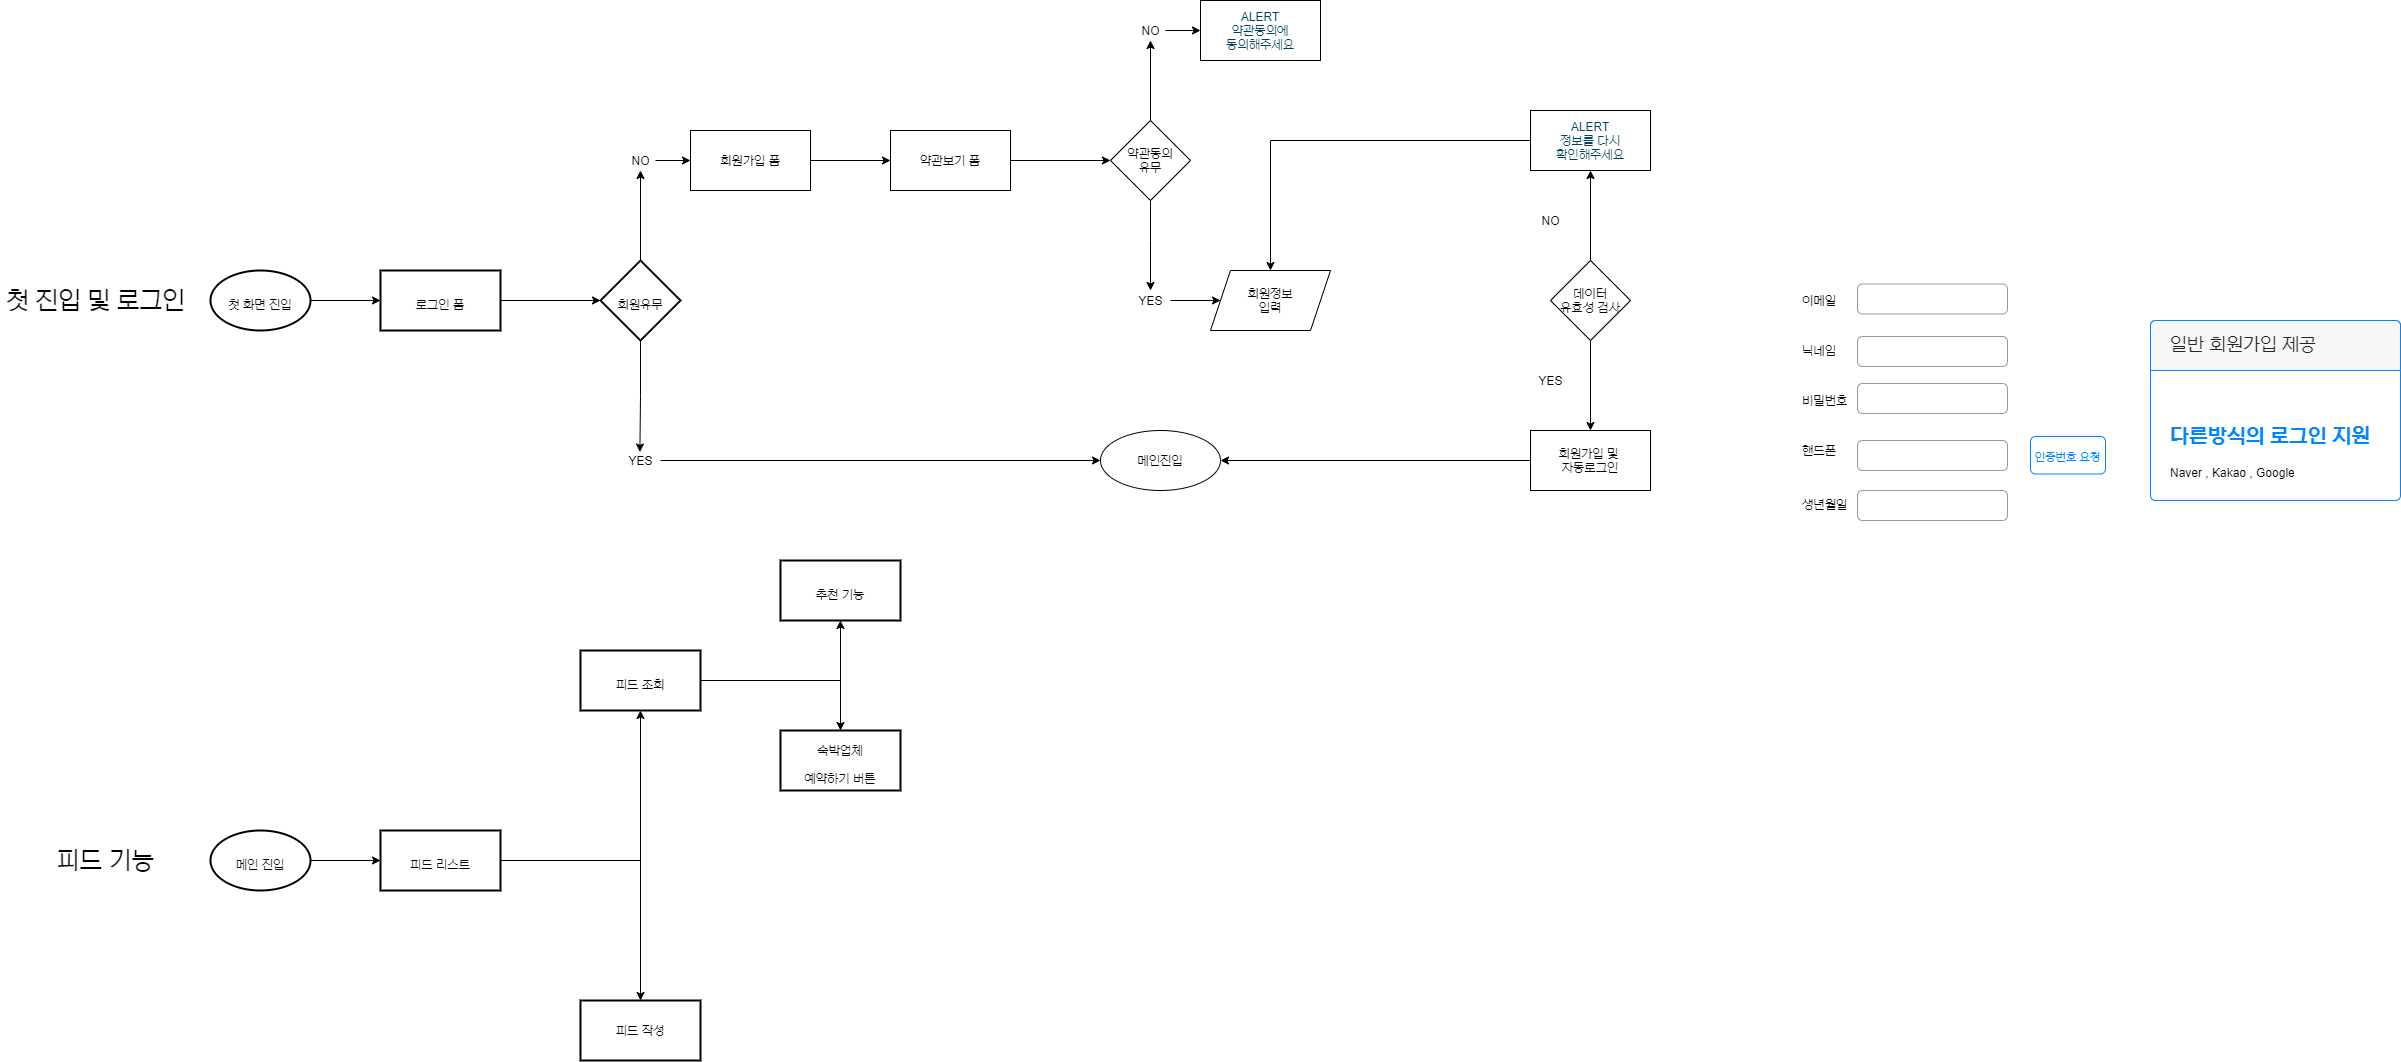 첫 진입 및 로그인
첫 화면 진입
로그인 폼
회원유무
NO
회원가입 폼
약관보기 폼
약관동의
유무
NO
ALERT
약관동의에
동의해주세요
YES
회원정보
입력
ALERT
정보를 다시
확인해주세요
NO
데이터
유효성 검사
YES
회원가입 및
자동로그인
YES
메인진입
이메일
닉네임
비밀번호
핸드폰
인증번호 요청
생년월일
일반 회원가입 제공
다른방식의 로그인 지원
Naver , Kakao , Google
피드 기능
메인 진입
피드 리스트
피드 조회
추천 기능
숙박업체
예약하기 버튼
피드 작성